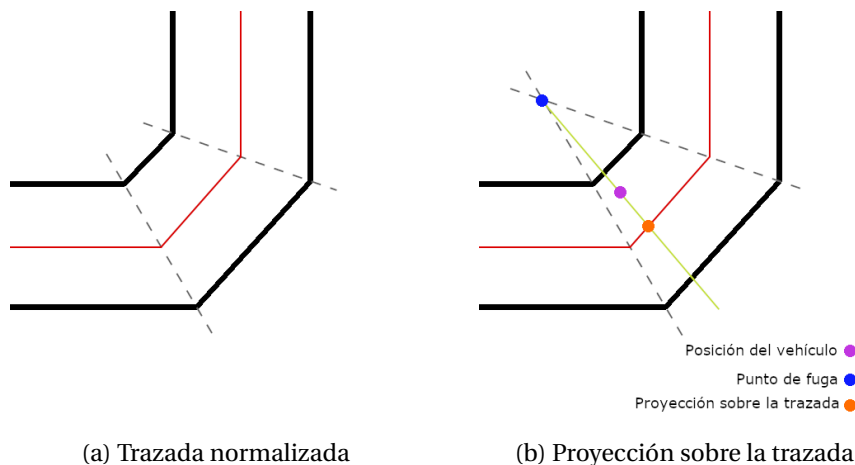 Posición del vehículo
Punto de fuga
Proyección sobre la trazada
(a) Trazada normalizada
(b) Proyección sobre la trazada